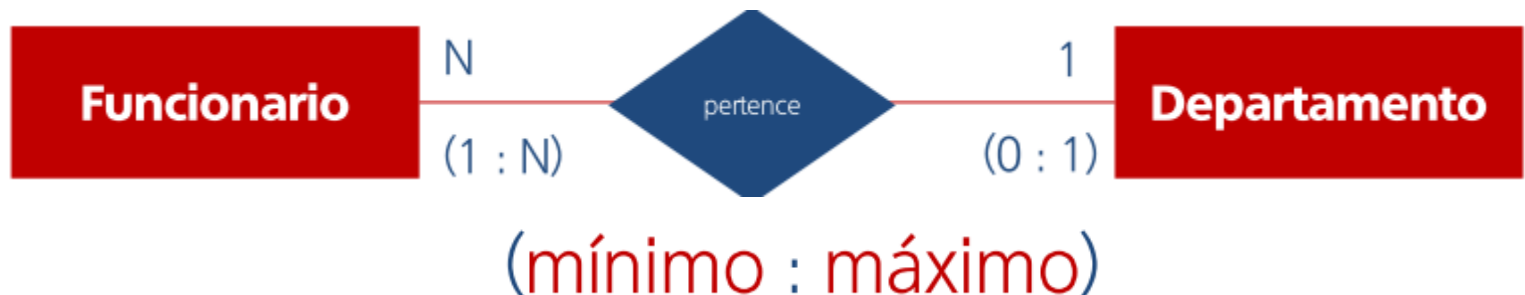 N
1
Funcionario
pertence
Departamento
(1 : N)
(0 : 1)
(mínimo : máximo)